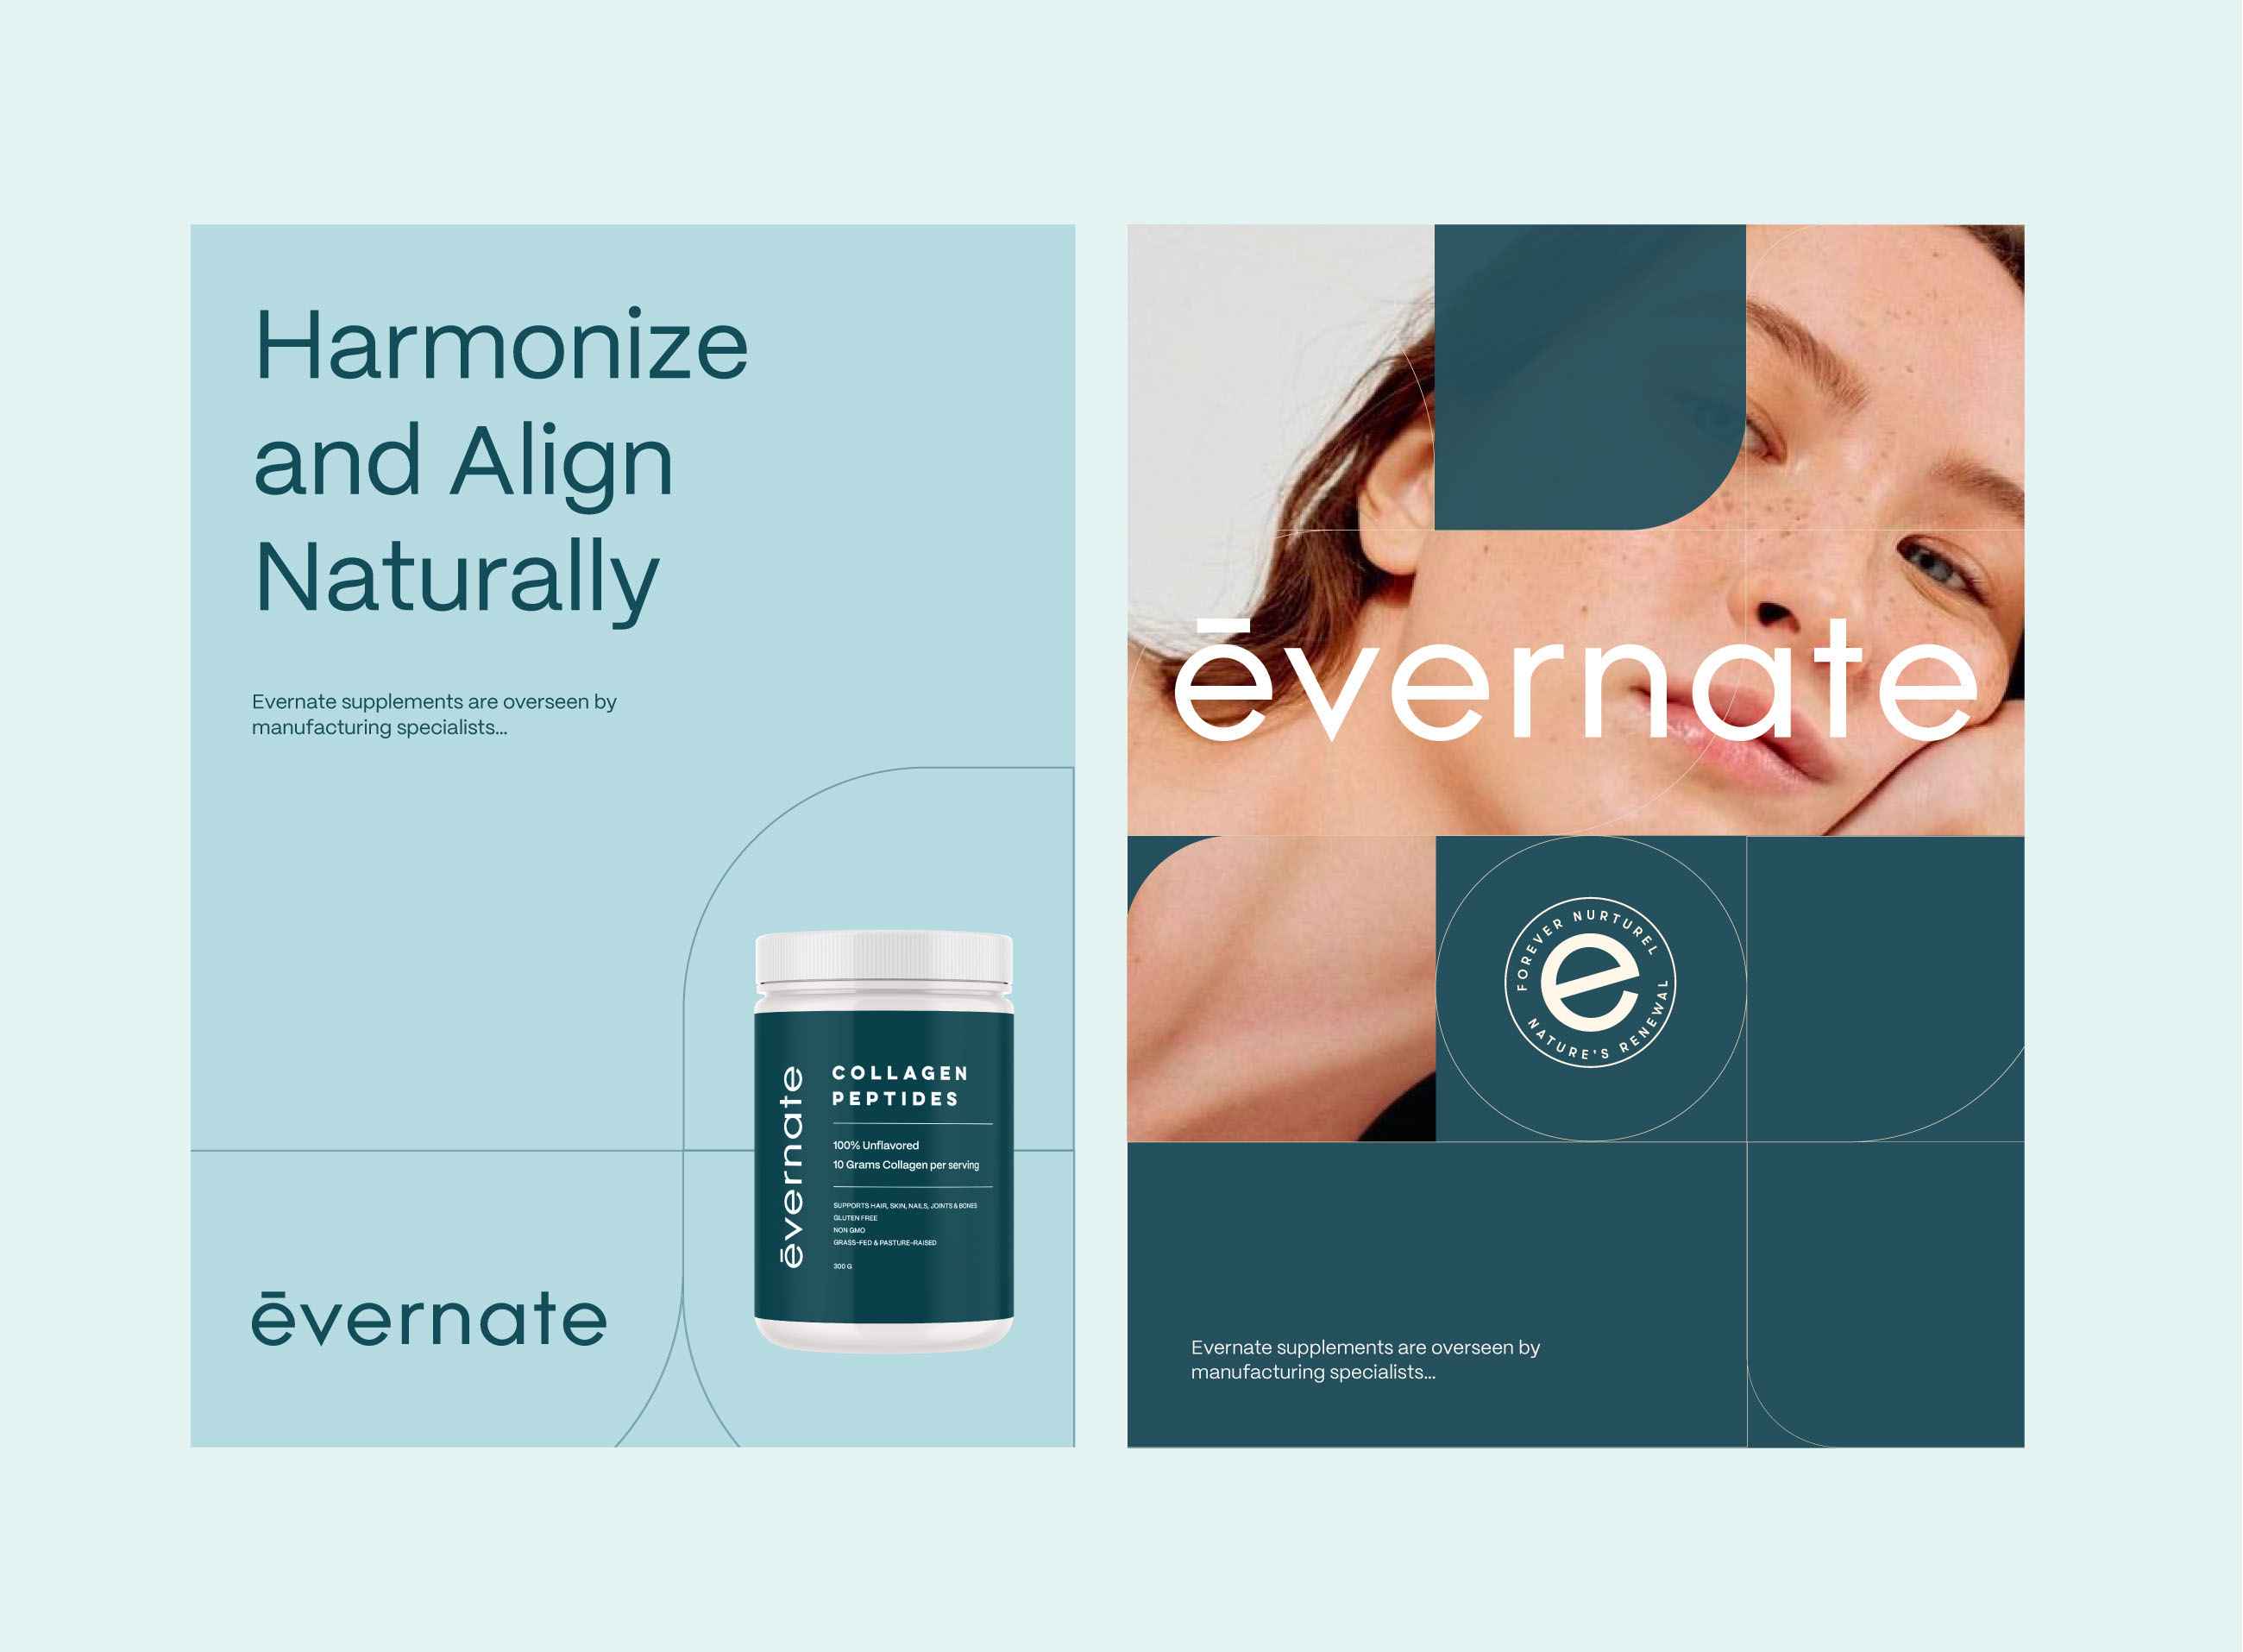 Harmonize
and Align
Naturally
Evernate supplements are overseen by
manufacturing specialists...
ēvernate
COLLAGEN
PEPTIDES
100% Unflavored
10 Grams Collagen per serving
SUPPORTS HAIR, SKIN, NAILS, JOINTS & BONES
GLUTEN FREE
NON GMO
GRASS-FED & PASTURE-RAISED
300 G
ēvernate
ēvernate
FOREVER NURTUREL
e
NATURE'S RENEWAL
Evernate supplements are overseen by
manufacturing specialists...